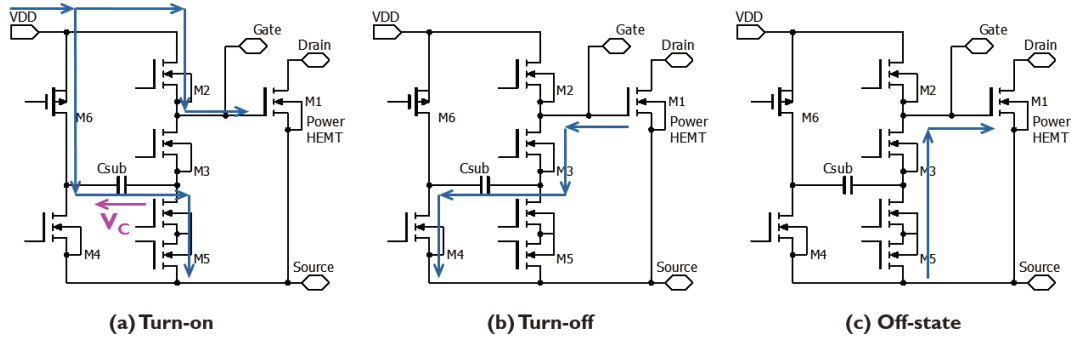 VDD
Gate
Drain
M2
M1
M6
Power
HEMT
M3
Csub
VC
M4
M5
Source
(a) Turn-on
VDD
Gate
Drain
M2
M1
M6
Power
HEMT
M3
Csub
M4
M5
Source
(b) Turn-off
VDD
Gate
Drain
M2
M1
M6
Power
HEMT
M3
Csub
M4
M5
Source
(c) Off-state